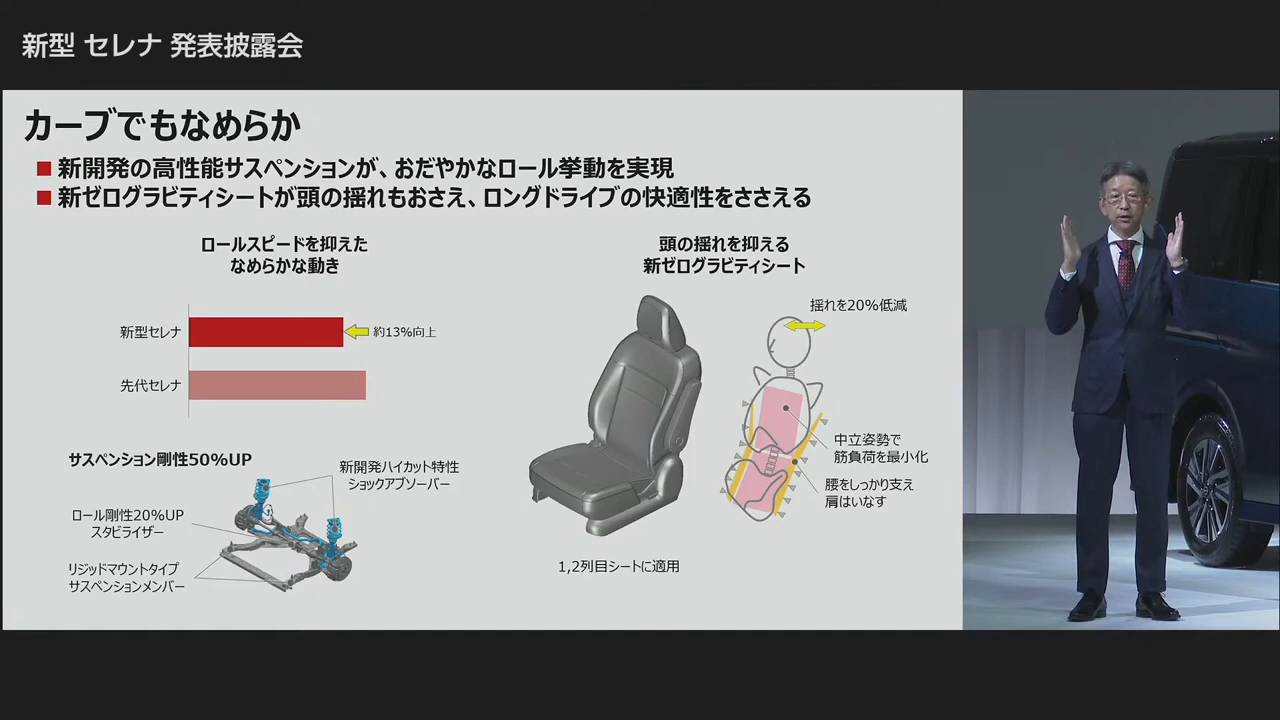 新型 セレナ 発表披露会
カーブでもなめらか
■ 新開発の高性能サスペンションが、おだやかなロール挙動を実現
■ 新ゼログラビティシートが頭の揺れもおさえ、ロングドライブの快適性をささえる
ロールスピードを抑えた
なめらかな動き
新型セレナ
約13%向上
先代セレナ
サスペンション剛性50%UP
新開発ハイカット特性
ショックアブソーバー
ロール剛性20%UP
スタビライザー
リジッドマウントタイプ
サスペンションメンバー
頭の揺れを抑える
新ゼログラビティシート
揺れを20%低減
中立姿勢で
筋負荷を最小化
腰をしっかり支え
肩はいなす
1,2列目シートに適用